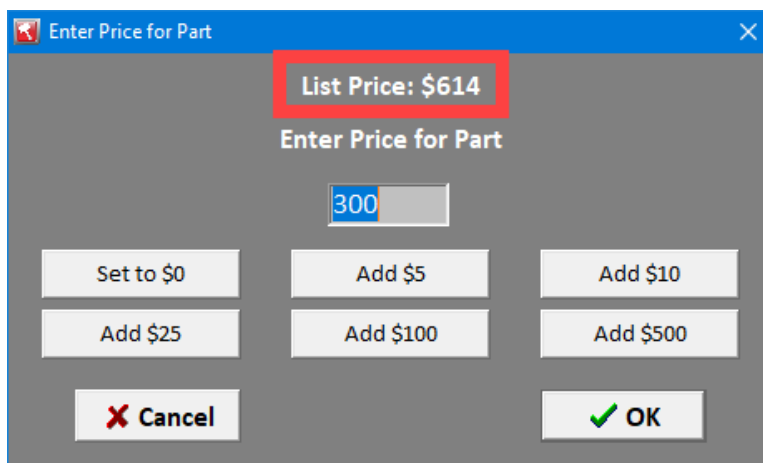 Enter Price for Part
List Price: $614
Enter Price for Part
300
Set to $0
Add $5
Add $10
Add $25
Add $100
Add $500
Cancel
OK